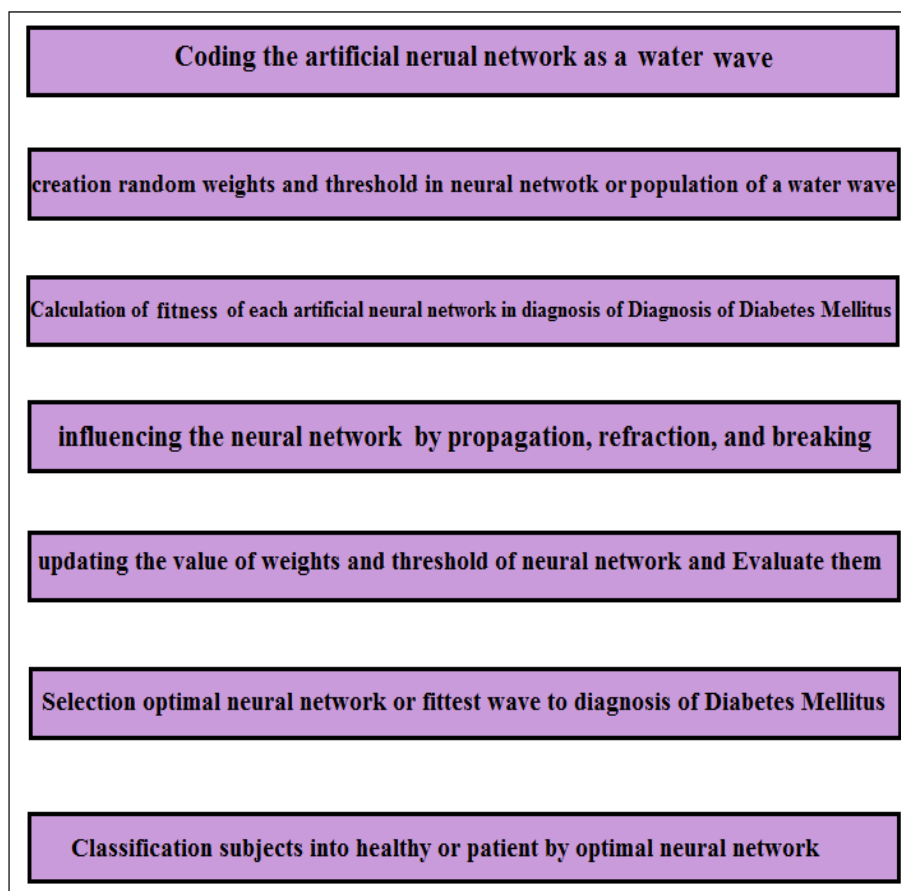 Coding the artificial nerual network as a water wave
creation random weights and threshold in neural netwotk or population of a water wave
Calculation of fitness of each artificial neural network in diagnosis of Diagnosis of Diabetes Mellitus
influencing the neural network by propagation, refraction, and breaking
updating the value of weights and threshold of neural network and Evaluate them
Selection optimal neural network or fittest wave to diagnosis of Diabetes Mellitus
Classification subjects into healthy or patient by optimal neural network